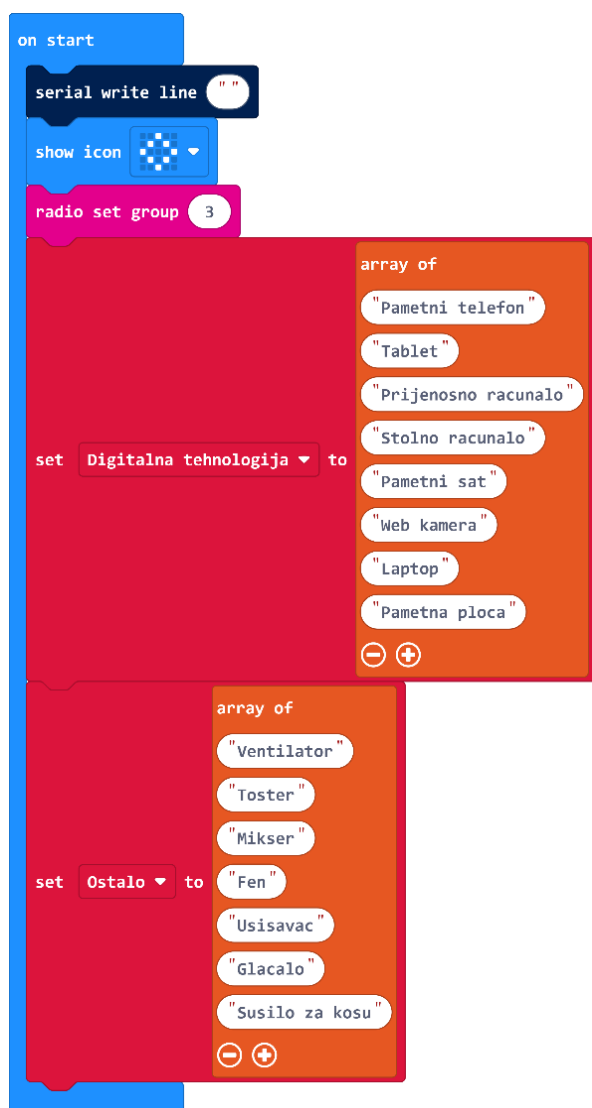 on start
serial write line " "
show icon
radio set group 3
set Digitalna tehnologija to
array of
"Pametni telefon"
"Tablet"
"Prijenosno racunalo"
"Stolno racunalo"
"Pametni sat"
"Web kamera"
"Laptop"
"Pametna ploca"
set Ostalo to
array of
"Ventilator"
"Toster"
"Mikser"
"Fen"
"Usisavac"
"Glacalo"
"Susilo za kosu"